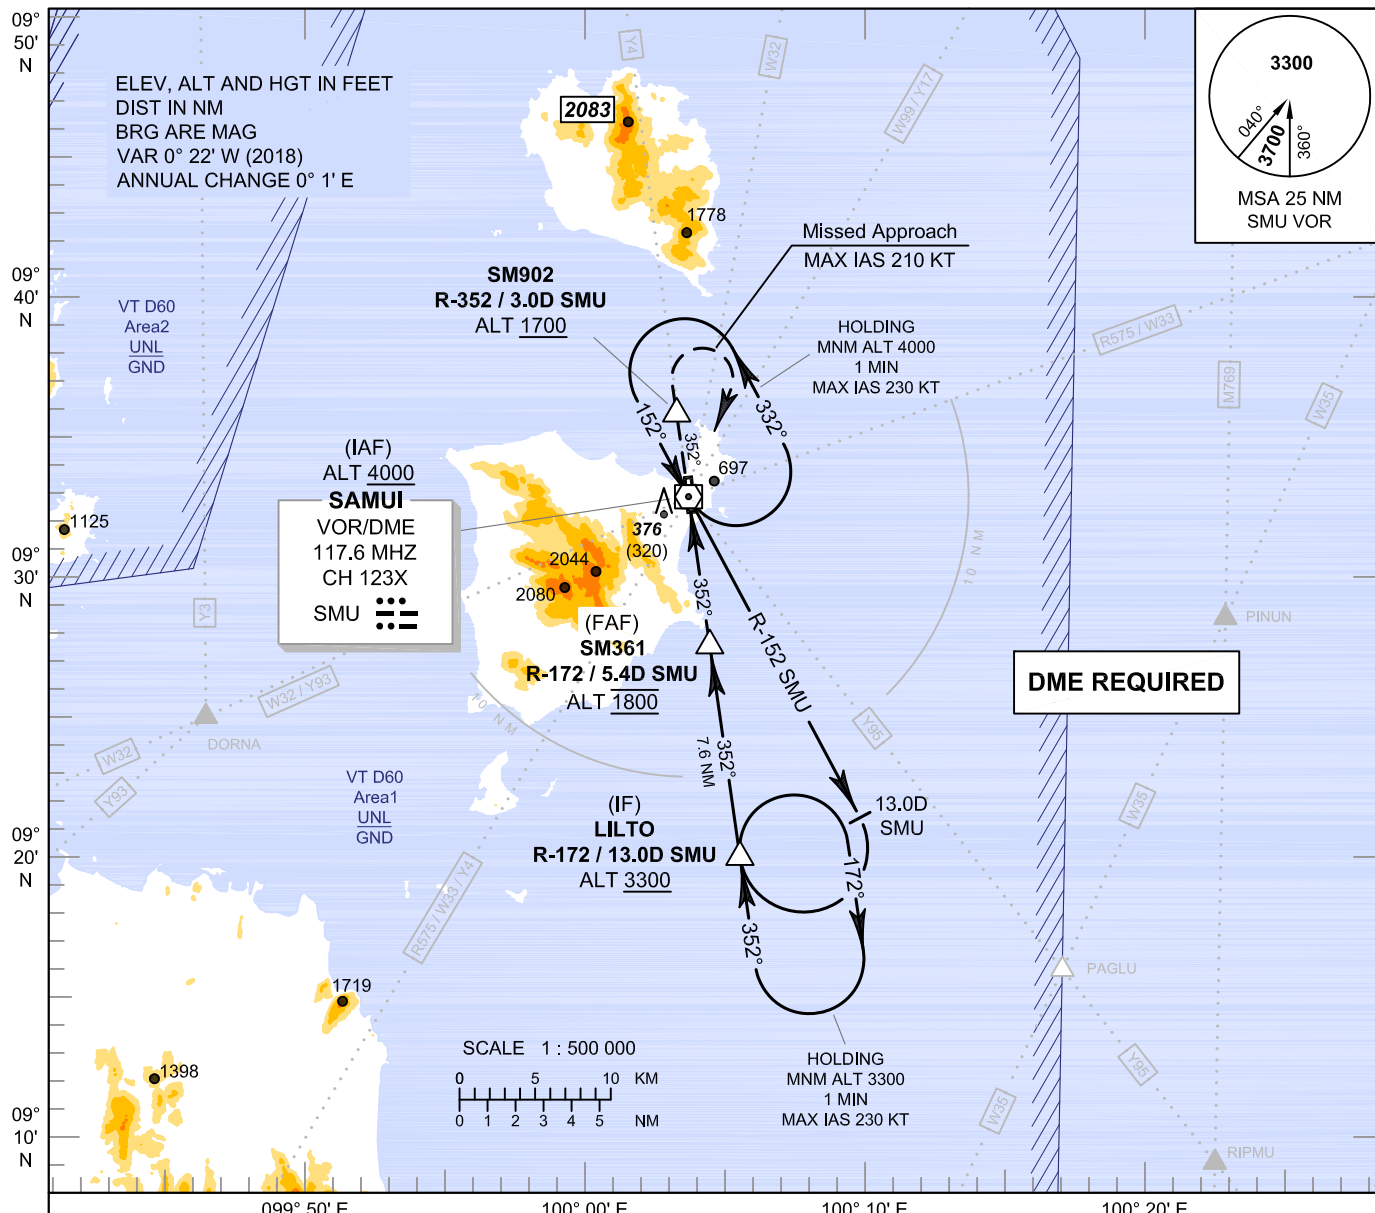 09°
50'
N
ELEV, ALT AND HGT IN FEET
DIST IN NM
BRG ARE MAG
VAR 0° 22' W (2018)
ANNUAL CHANGE 0° 1' E
Y4
W32
W99 / Y17
2083
1778
3300
040°
3700
360°
MSA 25 NM
SMU VOR
Missed Approach
MAX IAS 210 KT
SM902
R-352 / 3.0D SMU
ALT 1700
09°
40'
N
VT D60
Area2
UNL
GND
HOLDING
MNM ALT 4000
1 MIN
MAX IAS 230 KT
R575 / W33
M769
W35
152°
352°
332°
(IAF)
ALT 4000
SAMUI
VOR/DME
117.6 MHZ
CH 123X
SMU
697
376
(320)
1125
2044
2080
10 NM
09°
30'
N
Y3
352°
(FAF)
SM361
R-172 / 5.4D SMU
ALT 1800
R-152 SMU
PINUN
DME REQUIRED
W32 / Y93
10 NM
DORNA
W32
Y93
Y95
352°
7.6 NM
VT D60
Area1
UNL
GND
(IF)
LILTO
R-172 / 13.0D SMU
ALT 3300
13.0D
SMU
W35
09°
20'
N
172°
352°
R575 / W33 / Y4
PAGLU
1719
1398
SCALE 1 : 500 000
0 5 10 KM
0 1 2 3 4 5 NM
HOLDING
MNM ALT 3300
1 MIN
MAX IAS 230 KT
Y95
W35
RIPMU
09°
10'
N
099° 50' E
100° 00' E
100° 10' E
100° 20' E